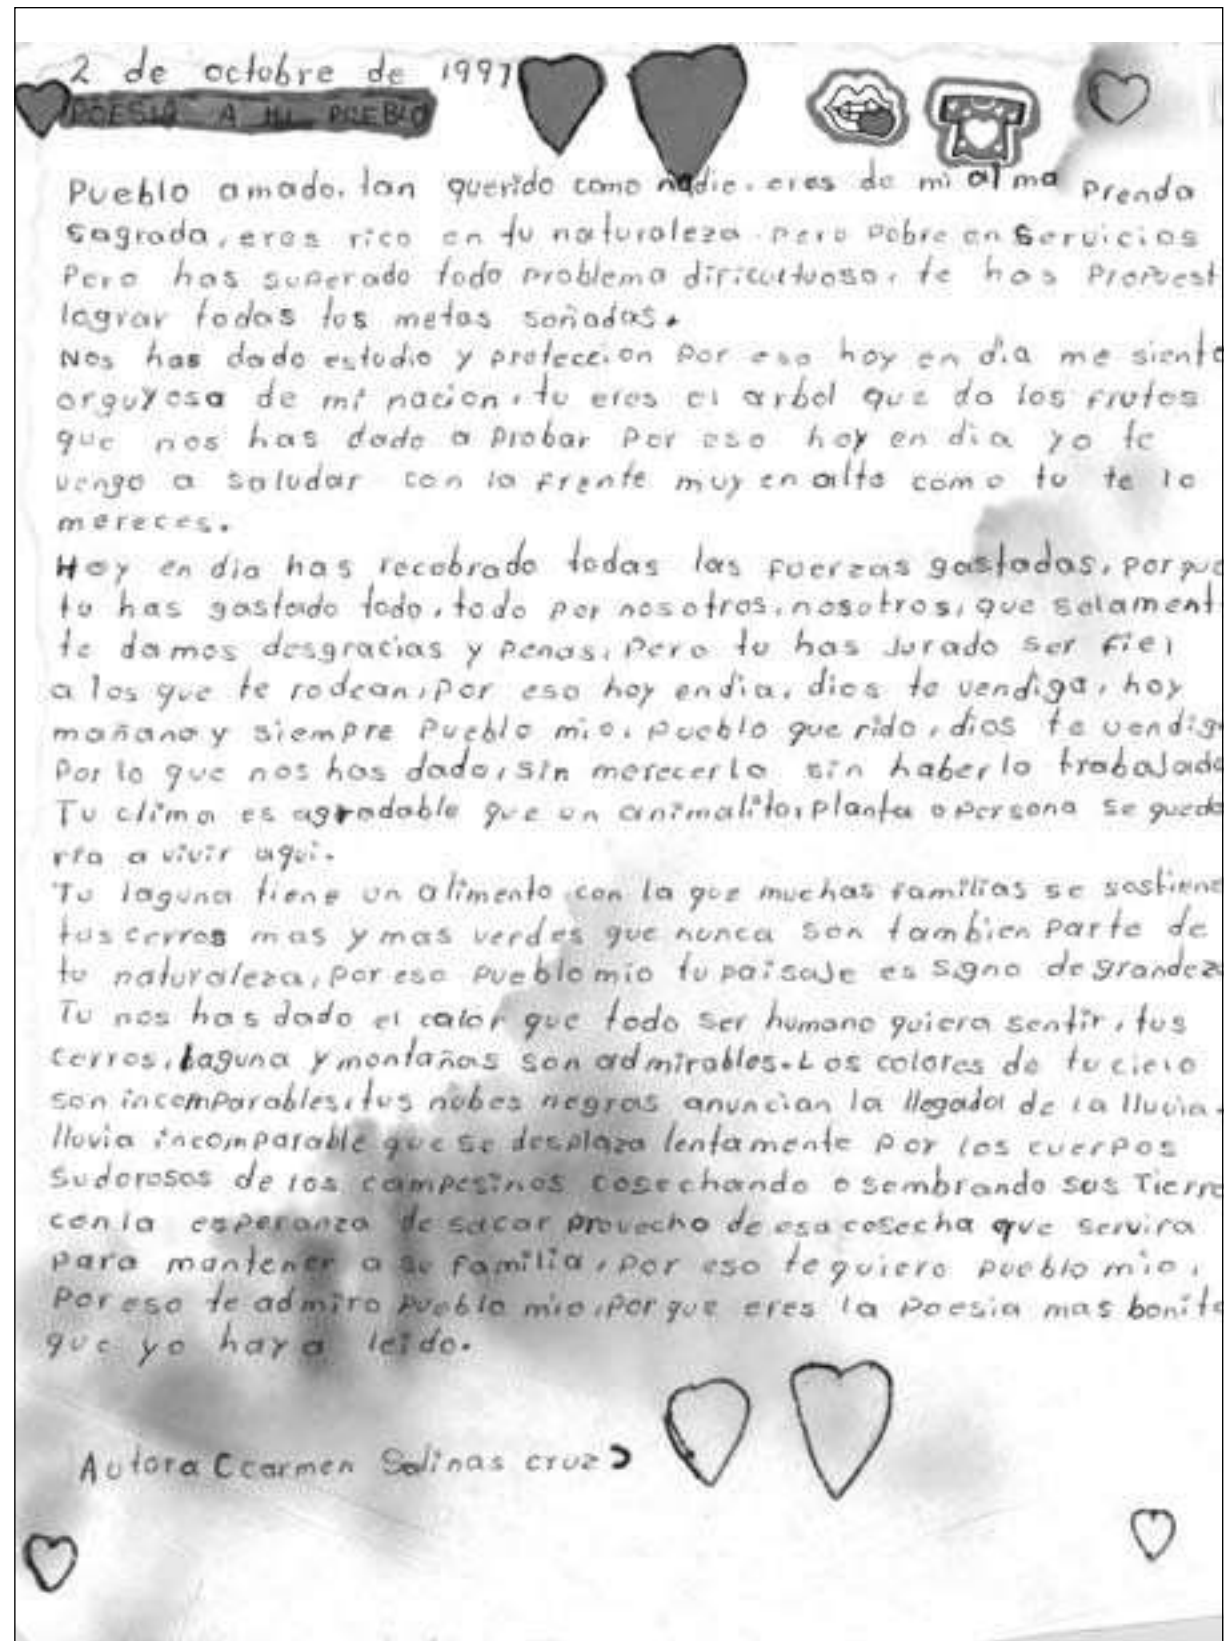 2 de octubre de 1997
POESIA A MI PUEBLO
Pueblo amado, tan querido como nadie, eres de mi alma prenda
sagrada, eres rico en tu naturaleza pero pobre en servicios
Pero has superado todo problema diricultuoso, te has Propuest
lograr todas tus metas soñadas.
Nos has dado estudio y proteccion por eso hoy en dia me siento
orguyosa de mi nacion, tu eres el arbol que da los frutos
que nos has dado a probar por eso hoy en dia yo te
vengo a saludar con la frente muy en alto como tu te lo
mereces.
Hoy en dia has recobrado todas las fuerzas gastadas, porque
tu has gastado todo, todo por nosotros, nosotros, que solament
te damos desgracias y penas, Pero tu has Jurado ser fiel
a los que te rodean, por eso hoy en dia, dios te vendiga, hoy
mañana y siempre Pueblo mio, pueblo querido, dios te vendiga
Por lo que nos has dado, sin merecerlo sin haberlo trabajado
Tu clima es agradable que un animalito, planta o persona se queda
ria a vivir aqui.
Tu laguna tiene un alimento con la que muchas familias se sostiene
tus cerros mas y mas verdes que nunca son tambien parte de
tu naturaleza, por eso pueblo mio tu paisaje es signo de grandeza
Tu nos has dado el calor que todo ser humano quiera sentir, tus
cerros, Laguna y montañas son admirables. Los colores de tu cielo
son incomparables, tus nubes negras anuncian la llegada de la lluvia.
lluvia incomparable que se desplaza lentamente por los cuerpos
sudorosos de los campesinos cosechando o sembrando sus Tierra
con la esperanza de sacar provecho de esa cosecha que servira
para mantener a su familia, por eso te quiero pueblo mio,
Por eso te admiro pueblo mio, porque eres la Poesia mas bonita
que yo haya leido.
Autora Ccarmen Salinas cruz)